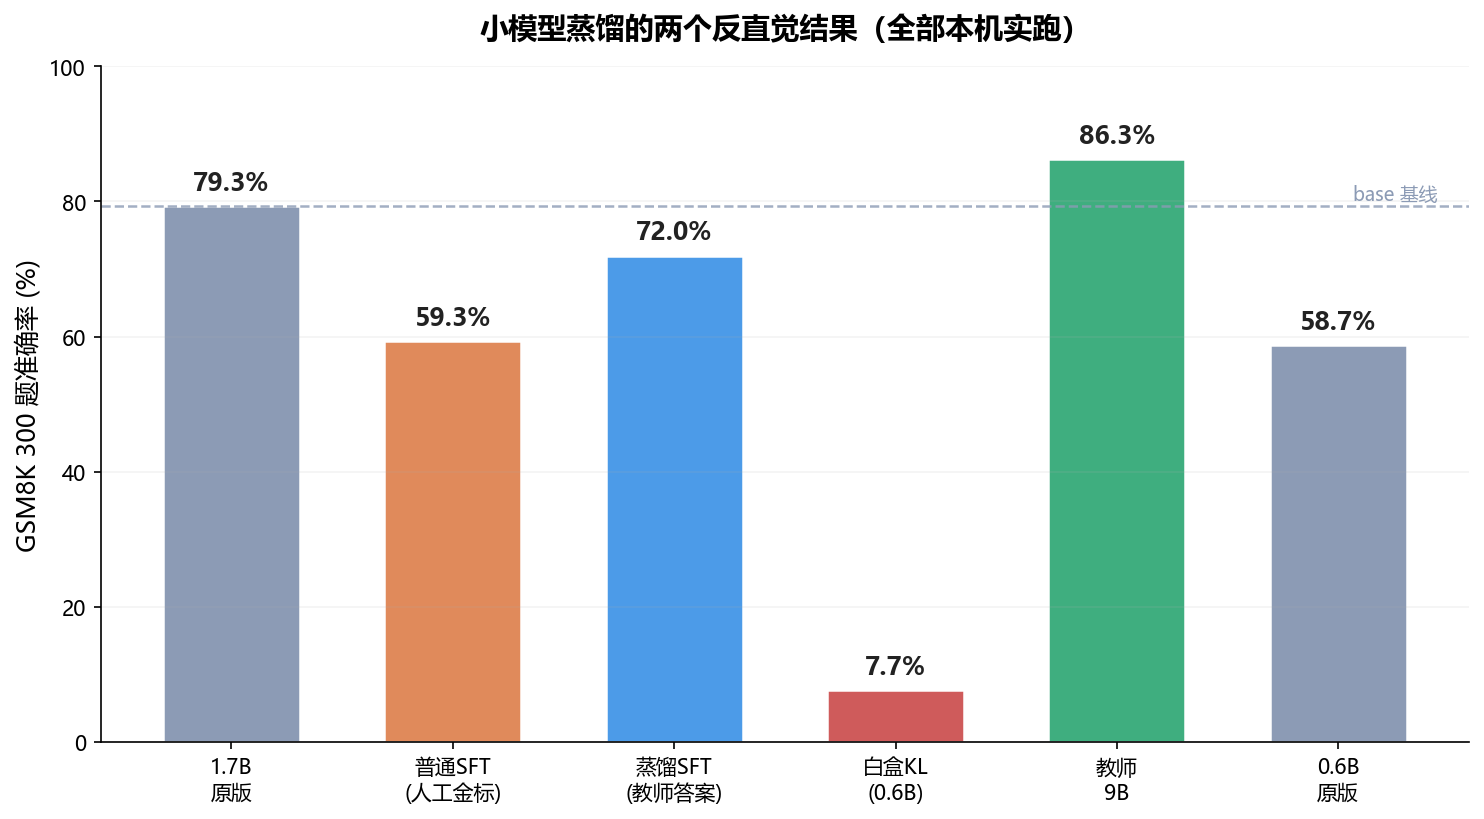 小模型蒸馏的两个反直觉结果（全部本机实跑）
GSM8K 300 题准确率 (%)
100
80
60
40
20
0
base 基线
79.3%
59.3%
72.0%
7.7%
86.3%
58.7%
1.7B
原版
普通SFT
(人工金标)
蒸馏SFT
(教师答案)
白盒KL
(0.6B)
教师
9B
0.6B
原版